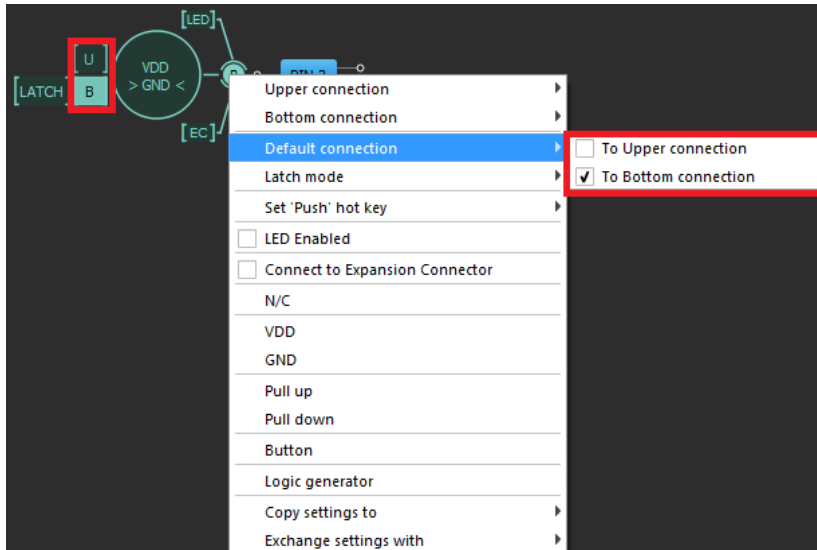 [LED]
[U]
VDD
> GND <
[LATCH]
B
[EC]
Upper connection
Bottom connection
Default connection
To Upper connection
Latch mode
To Bottom connection
Set 'Push' hot key
LED Enabled
Connect to Expansion Connector
N/C
VDD
GND
Pull up
Pull down
Button
Logic generator
Copy settings to
Exchange settings with